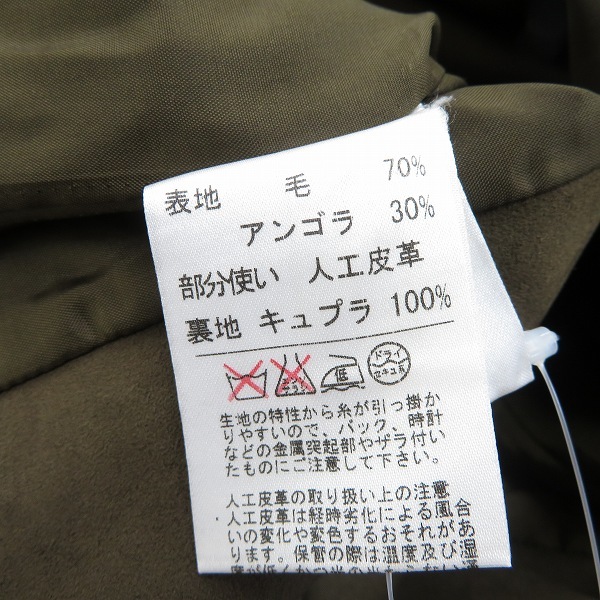 表地 毛 70%
アンゴラ 30%
部分使い 人工皮革
裏地 キュプラ 100%
低 ドライ セキユ系
生地の特性から糸が引っ掛か
りやすいので、バック、時計
などの金属突起部やザラ付い
たものにご注意して下さい。
人工皮革の取り扱い上の注意
・人工皮革は経時劣化による風合
いの変化や変色するおそれがあ
ります。保管の際は温度及び湿